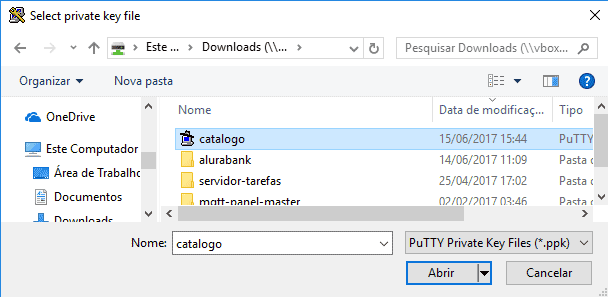 Select private key file
Este ... > Downloads (\\... Pesquisar Downloads (\\vbox...
Organizar Nova pasta
Nome Data de modificaç... Tipo
OneDrive
Este Computador
Área de Trabalho
Documentos
Downloads
catalogo 15/06/2017 15:44 PuTTY
alurabank 14/06/2017 11:09 Pasta
servidor-tarefas 25/04/2017 17:02 Pasta
mqtt-panel-master 02/02/2017 03:46 Pasta
Nome: catalogo PuTTY Private Key Files (*.ppk)
Abrir Cancelar